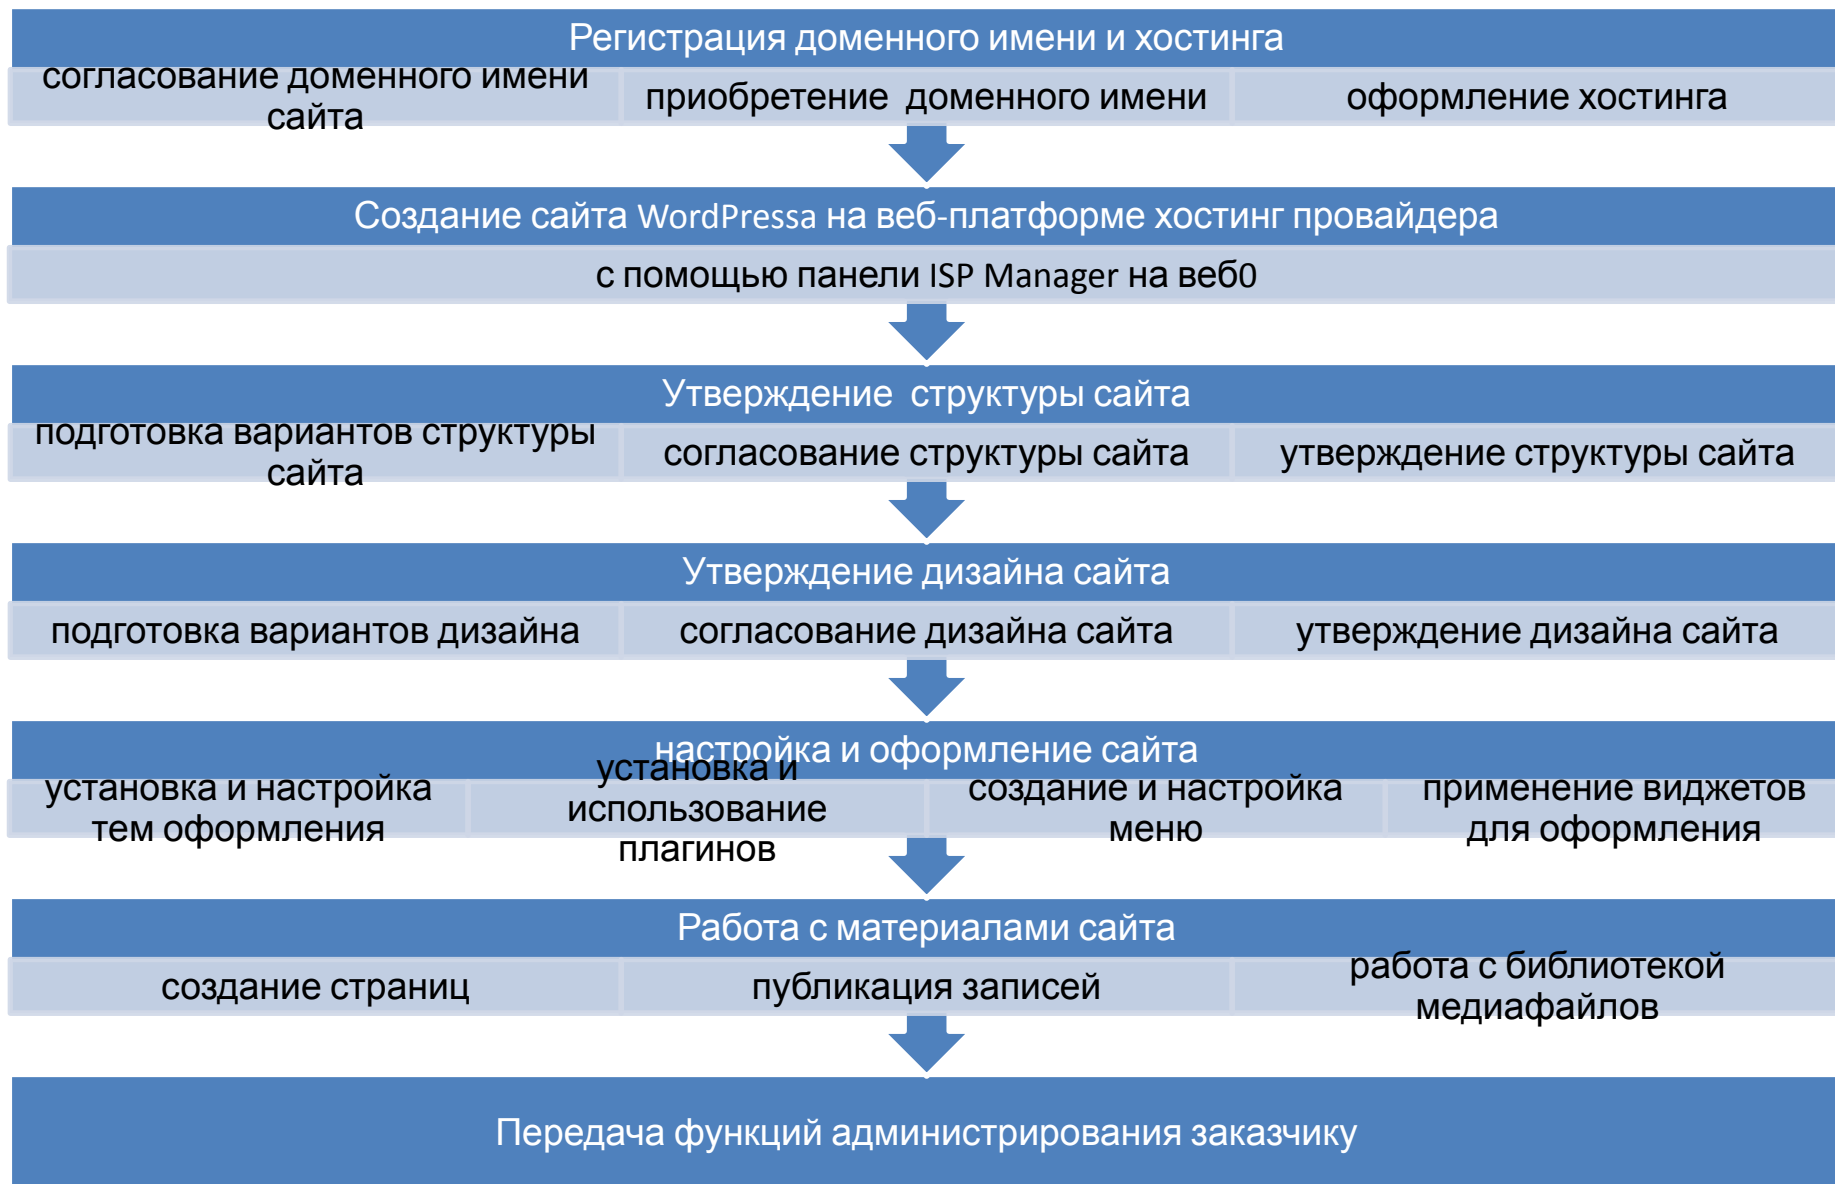 Регистрация доменного имени и хостинга
согласование доменного имени
сайта
приобретение доменного имени
оформление хостинга
Создание сайта WordPressа на веб-платформе хостинг провайдера
с помощью панели ISP Manager на веб0
Утверждение структуры сайта
подготовка вариантов структуры
сайта
согласование структуры сайта
утверждение структуры сайта
Утверждение дизайна сайта
подготовка вариантов дизайна
согласование дизайна сайта
утверждение дизайна сайта
настройка и оформление сайта
установка и настройка
тем оформления
установка и
использование
плагинов
создание и настройка
меню
применение виджетов
для оформления
Работа с материалами сайта
создание страниц
публикация записей
работа с библиотекой
медиафайлов
Передача функций администрирования заказчику